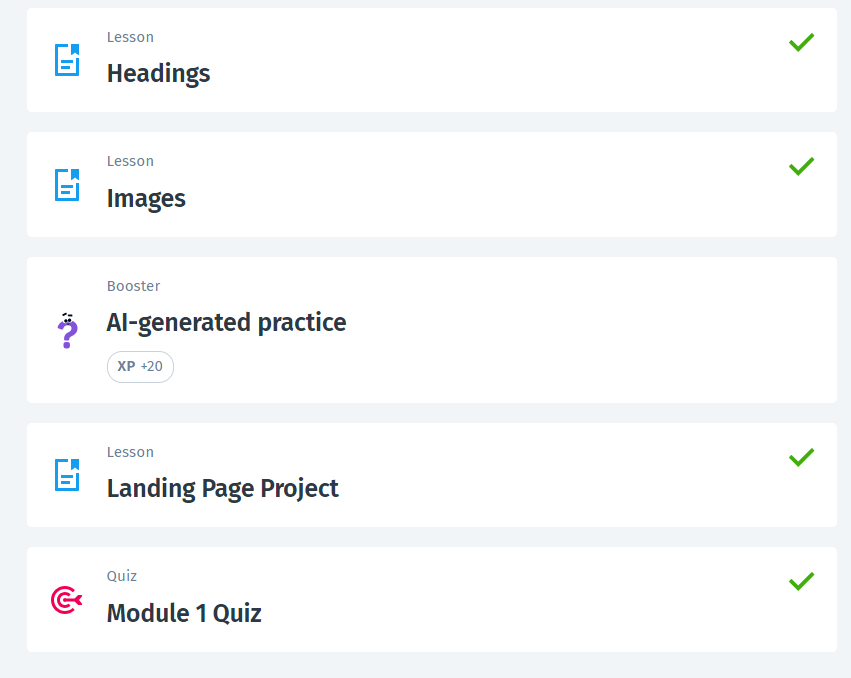 Lesson
Headings
Lesson
Images
Booster
AI-generated practice
XP +20
Lesson
Landing Page Project
Quiz
Module 1 Quiz